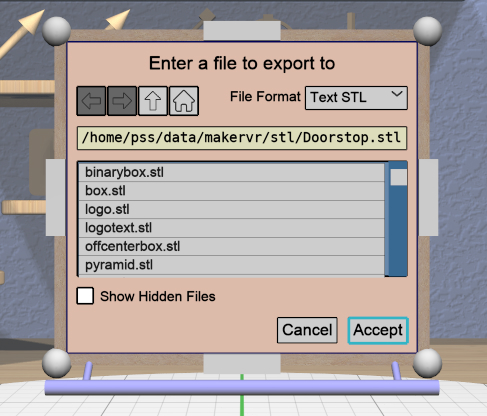 Enter a file to export to
File Format Text STL
/home/pss/data/makervr/stl/Doorstop.stl
binarybox.stl
box.stl
logo.stl
logotext.stl
offcenterbox.stl
pyramid.stl
Show Hidden Files
Cancel Accept